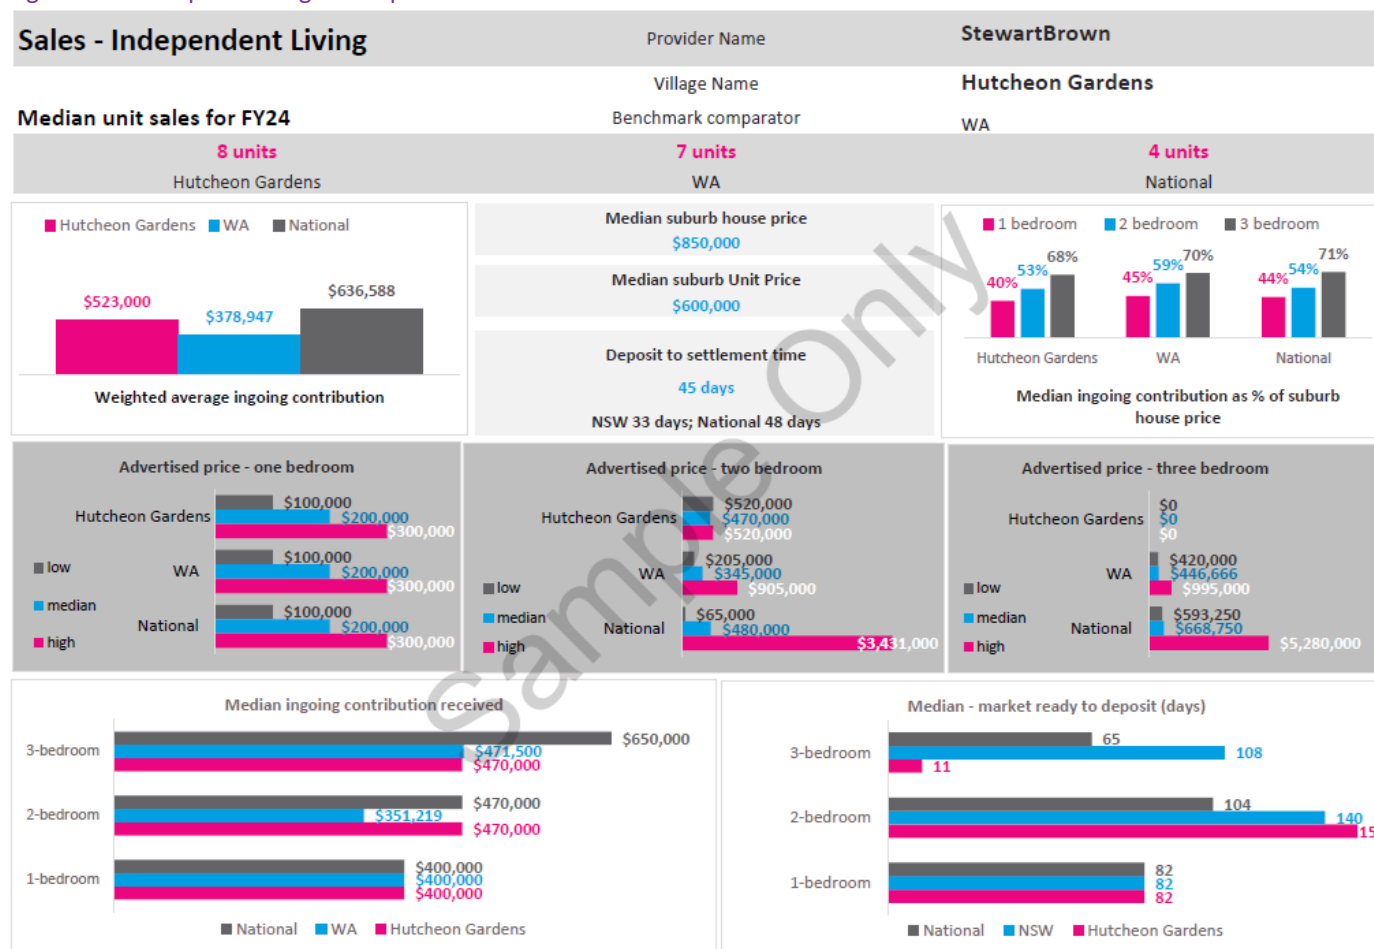 Sales - Independent Living
Provider Name
StewartBrown
Village Name
Hutcheon Gardens
Median unit sales for FY24
Benchmark comparator
WA
8 units
7 units
4 units
Hutcheon Gardens
WA
National
Hutcheon Gardens WA National
$523,000
$378,947
$636,588
Weighted average ingoing contribution
Median suburb house price
$850,000
Median suburb Unit Price
$600,000
Deposit to settlement time
45 days
NSW 33 days; National 48 days
1 bedroom 2 bedroom 3 bedroom
40% 53% 68%
45% 59% 70%
44% 54% 71%
Hutcheon Gardens WA National
Median ingoing contribution as % of suburb
house price
Advertised price - one bedroom
Hutcheon Gardens
$100,000
$200,000
$300,000
WA
$100,000
$200,000
$300,000
National
$100,000
$200,000
$300,000
low
median
high
Advertised price - two bedroom
Hutcheon Gardens
$520,000
$470,000
$520,000
WA
$205,000
$345,000
$905,000
National
$65,000
$480,000
$3,431,000
low
median
high
Advertised price - three bedroom
Hutcheon Gardens
$0
$0
$0
WA
$420,000
$446,666
$995,000
National
$593,250
$668,750
$5,280,000
low
median
high
Median ingoing contribution received
3-bedroom
$650,000
$471,500
$470,000
2-bedroom
$470,000
$351,219
$470,000
1-bedroom
$400,000
$400,000
$400,000
National WA Hutcheon Gardens
Median - market ready to deposit (days)
3-bedroom
65
108
11
2-bedroom
104
140
1-bedroom
82
82
82
National NSW Hutcheon Gardens
Sample Only